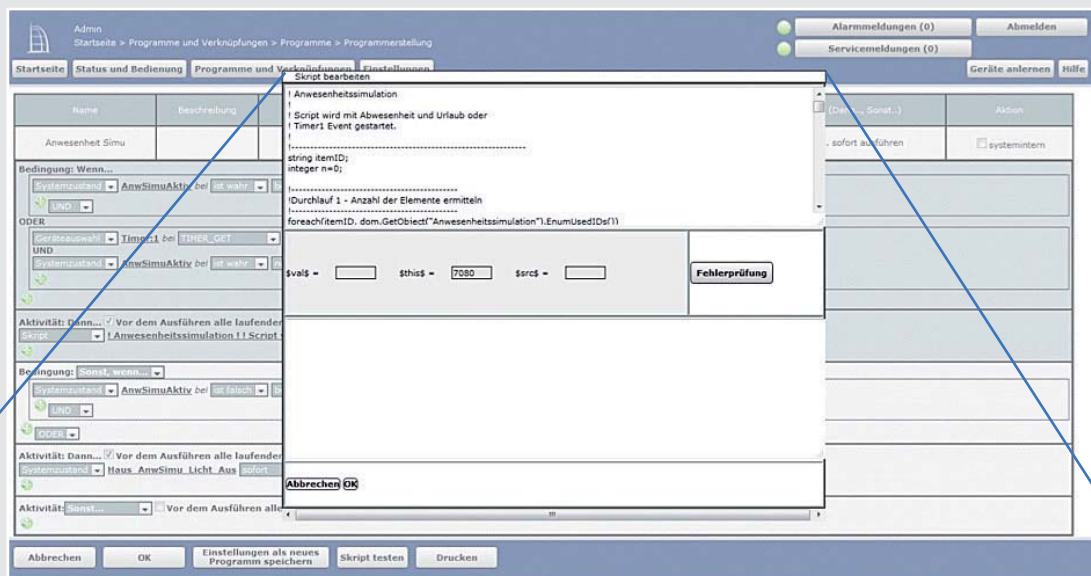 Admin
Startseite > Programme und Verknüpfungen > Programme > Programmerstellung
Alarmmeldungen (0)
Abmelden
Servicemeldungen (0)
Startseite
Status und Bedienung
Programme und Verknüpfungen
Einstellungen
Geräte anlernen
Hilfe
Name
Beschreibung
(Dann.., Sonst..)
Aktion
Anwesenheit Simu
sofort ausführen
systemintern
Bedingung: Wenn...
Systemzustand AnwSimuAktiv bei ist wahr
UND
ODER
Geräteauswahl Timer:1 bei TIMER_GET
UND
Systemzustand AnwSimuAktiv bei ist wahr
Aktivität: Dann... Vor dem Ausführen alle laufenden
Skript ! Anwesenheitssimulation ! ! Script
Bedingung: Sonst, wenn...
Systemzustand AnwSimuAktiv bei ist falsch
UND
ODER
Aktivität: Dann... Vor dem Ausführen alle laufenden
Systemzustand Haus_AnwSimu_Licht_Aus sofort
Aktivität: Sonst... Vor dem Ausführen alle
Skript bearbeiten
! Anwesenheitssimulation
!
! Script wird mit Abwesenheit und Urlaub oder
! Timer1 Event gestartet.
!
!-------------------------------------------------------------
string itemID;
integer n=0;
!--------------------------------------------
!Durchlauf 1 - Anzahl der Elemente ermitteln
!--------------------------------------------
foreach(itemID, dom.GetObject("Anwesenheitssimulation").EnumUsedIDs())
$val$ =
$this$ = 7080
$src$ =
Fehlerprüfung
Abbrechen OK
Abbrechen
OK
Einstellungen als neues
Programm speichern
Skript testen
Drucken